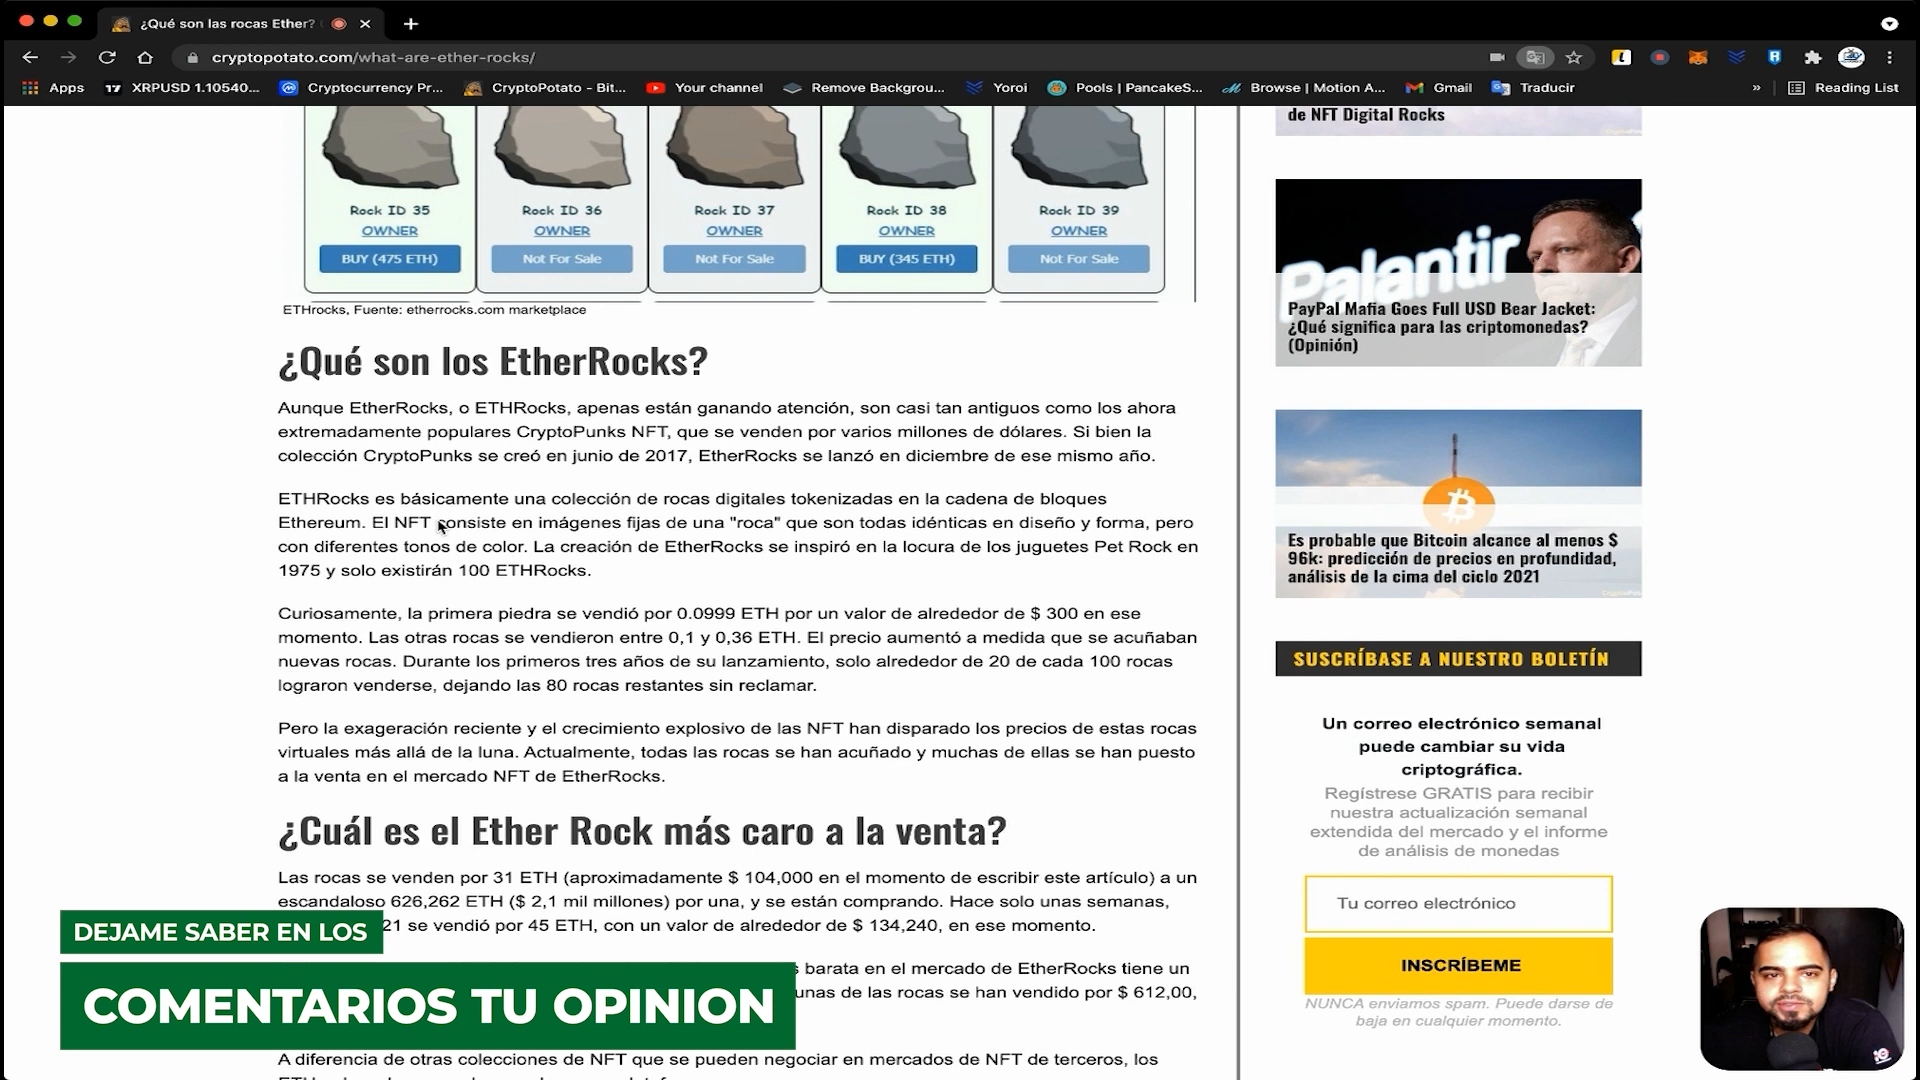 ¿Qué son las rocas Ether?
cryptopotato.com/what-are-ether-rocks/
Apps
XRPUSD 1.10540...
Cryptocurrency Pr...
CryptoPotato - Bit...
Your channel
Remove Backgrou...
Yoroi
Pools | PancakeS...
Browse | Motion A...
Gmail
Traducir
»
Reading List
Rock ID 35
OWNER
BUY (475 ETH)
Rock ID 36
OWNER
Not For Sale
Rock ID 37
OWNER
Not For Sale
Rock ID 38
OWNER
BUY (345 ETH)
Rock ID 39
OWNER
Not For Sale
ETHrocks, Fuente: etherrocks.com marketplace
¿Qué son los EtherRocks?
Aunque EtherRocks, o ETHRocks, apenas están ganando atención, son casi tan antiguos como los ahora
extremadamente populares CryptoPunks NFT, que se venden por varios millones de dólares. Si bien la
colección CryptoPunks se creó en junio de 2017, EtherRocks se lanzó en diciembre de ese mismo año.
ETHRocks es básicamente una colección de rocas digitales tokenizadas en la cadena de bloques
Ethereum. El NFT consiste en imágenes fijas de una "roca" que son todas idénticas en diseño y forma, pero
con diferentes tonos de color. La creación de EtherRocks se inspiró en la locura de los juguetes Pet Rock en
1975 y solo existirán 100 ETHRocks.
Curiosamente, la primera piedra se vendió por 0.0999 ETH por un valor de alrededor de $ 300 en ese
momento. Las otras rocas se vendieron entre 0,1 y 0,36 ETH. El precio aumentó a medida que se acuñaban
nuevas rocas. Durante los primeros tres años de su lanzamiento, solo alrededor de 20 de cada 100 rocas
lograron venderse, dejando las 80 rocas restantes sin reclamar.
Pero la exageración reciente y el crecimiento explosivo de las NFT han disparado los precios de estas rocas
virtuales más allá de la luna. Actualmente, todas las rocas se han acuñado y muchas de ellas se han puesto
a la venta en el mercado NFT de EtherRocks.
¿Cuál es el Ether Rock más caro a la venta?
Las rocas se venden por 31 ETH (aproximadamente $ 104,000 en el momento de escribir este artículo) a un
escandaloso 626,262 ETH ($ 2,1 mil millones) por una, y se están comprando. Hace solo unas semanas,
21 se vendió por 45 ETH, con un valor de alrededor de $ 134,240, en ese momento.
barata en el mercado de EtherRocks tiene un
unas de las rocas se han vendido por $ 612,00,
A diferencia de otras colecciones de NFT que se pueden negociar en mercados de NFT de terceros, los
DEJAME SABER EN LOS
COMENTARIOS TU OPINION
de NFT Digital Rocks
Palantir
PayPal Mafia Goes Full USD Bear Jacket:
¿Qué significa para las criptomonedas?
(Opinión)
Es probable que Bitcoin alcance al menos $
96k: predicción de precios en profundidad,
análisis de la cima del ciclo 2021
SUSCRÍBASE A NUESTRO BOLETÍN
Un correo electrónico semanal
puede cambiar su vida
criptográfica.
Regístrese GRATIS para recibir
nuestra actualización semanal
extendida del mercado y el informe
de análisis de monedas
Tu correo electrónico
INSCRÍBEME
NUNCA enviamos spam. Puede darse de
baja en cualquier momento.